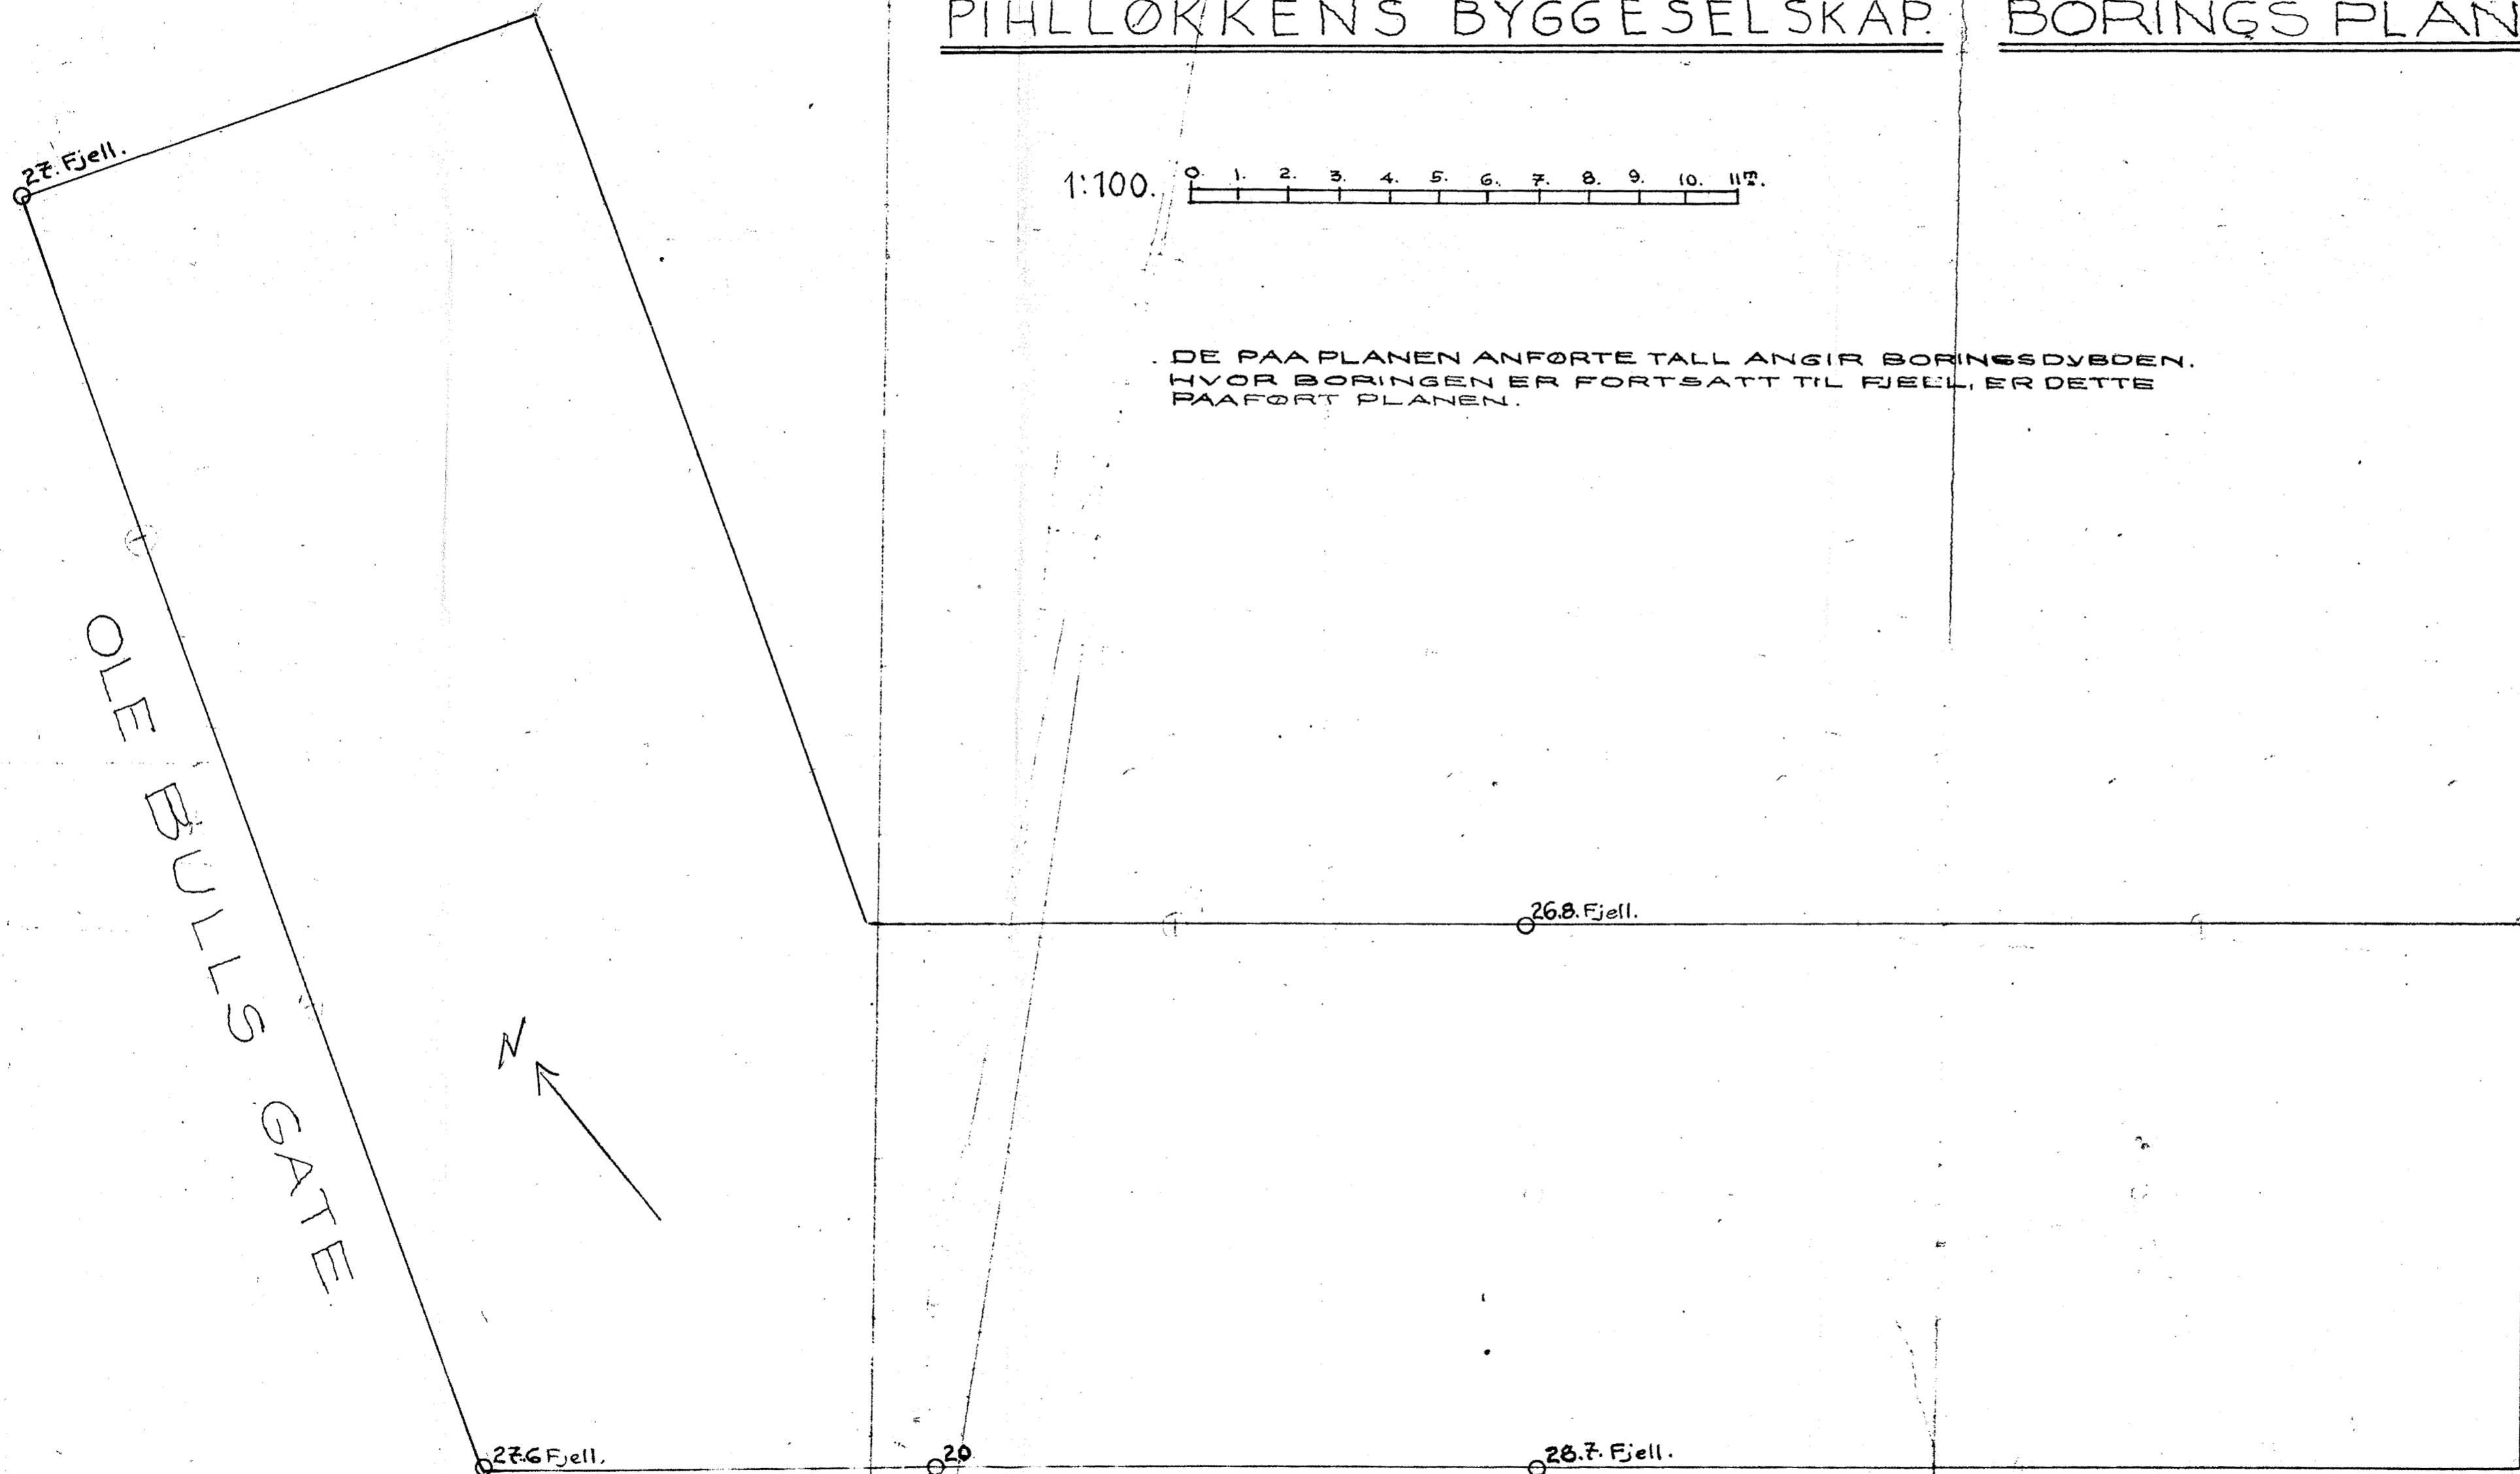 PIHLLØKKENS BYGGESELSKAP. BORINGS PLAN
27. Fjell.
1:100. 0. 1. 2. 3. 4. 5. 6. 7. 8. 9. 10. 11m.
DE PAA PLANEN ANFØRTE TALL ANGIR BORINGSDYBDEN.
HVOR BORINGEN ER FORTSATT TIL FJELL, ER DETTE
PAAFØRT PLANEN.
OLE BULLS GATE
26.8. Fjell.
N
27.6 Fjell.
20
28.7. Fjell.